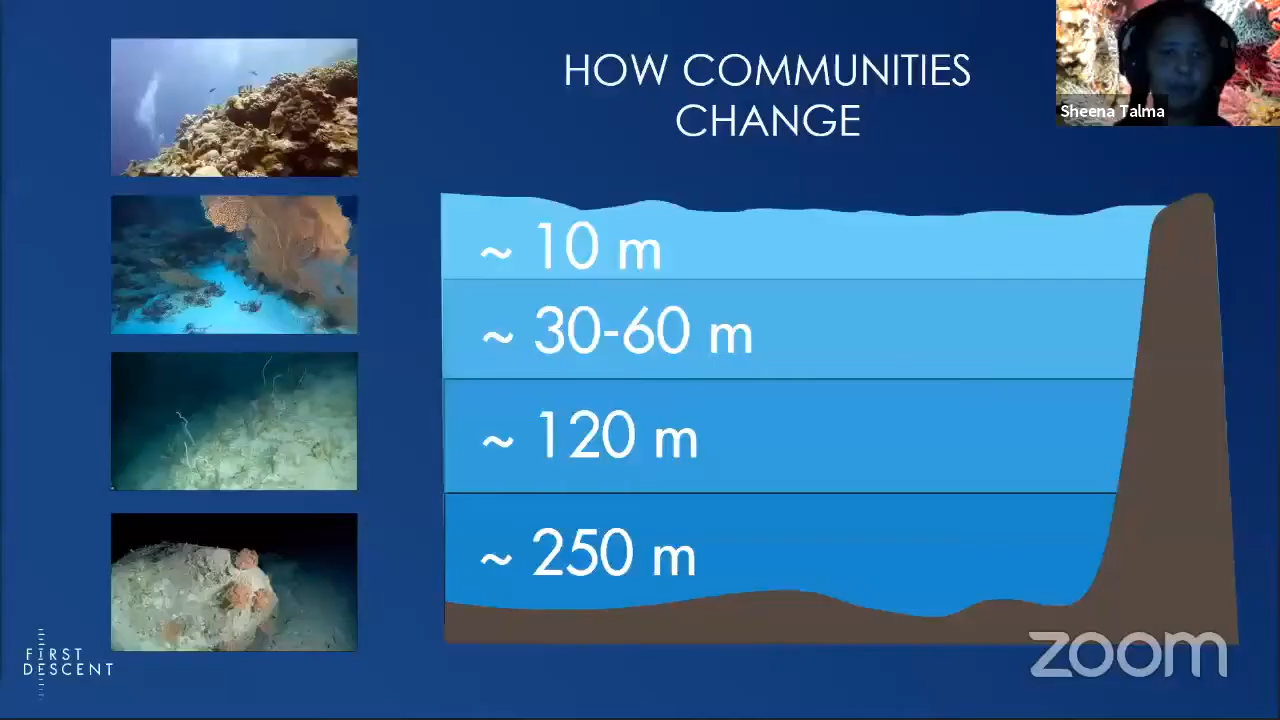 HOW COMMUNITIES
CHANGE
Sheena Talma
~ 10 m
~ 30-60 m
~ 120 m
~ 250 m
FIRST
DESCENT
zoom